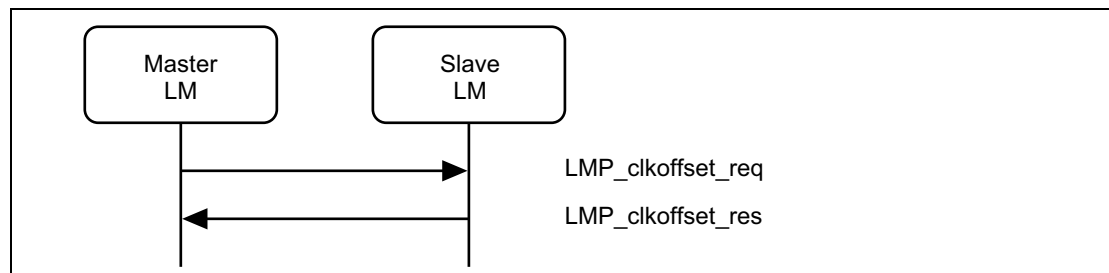 Master
LM
Slave
LM
LMP_clkoffset_req
LMP_clkoffset_res